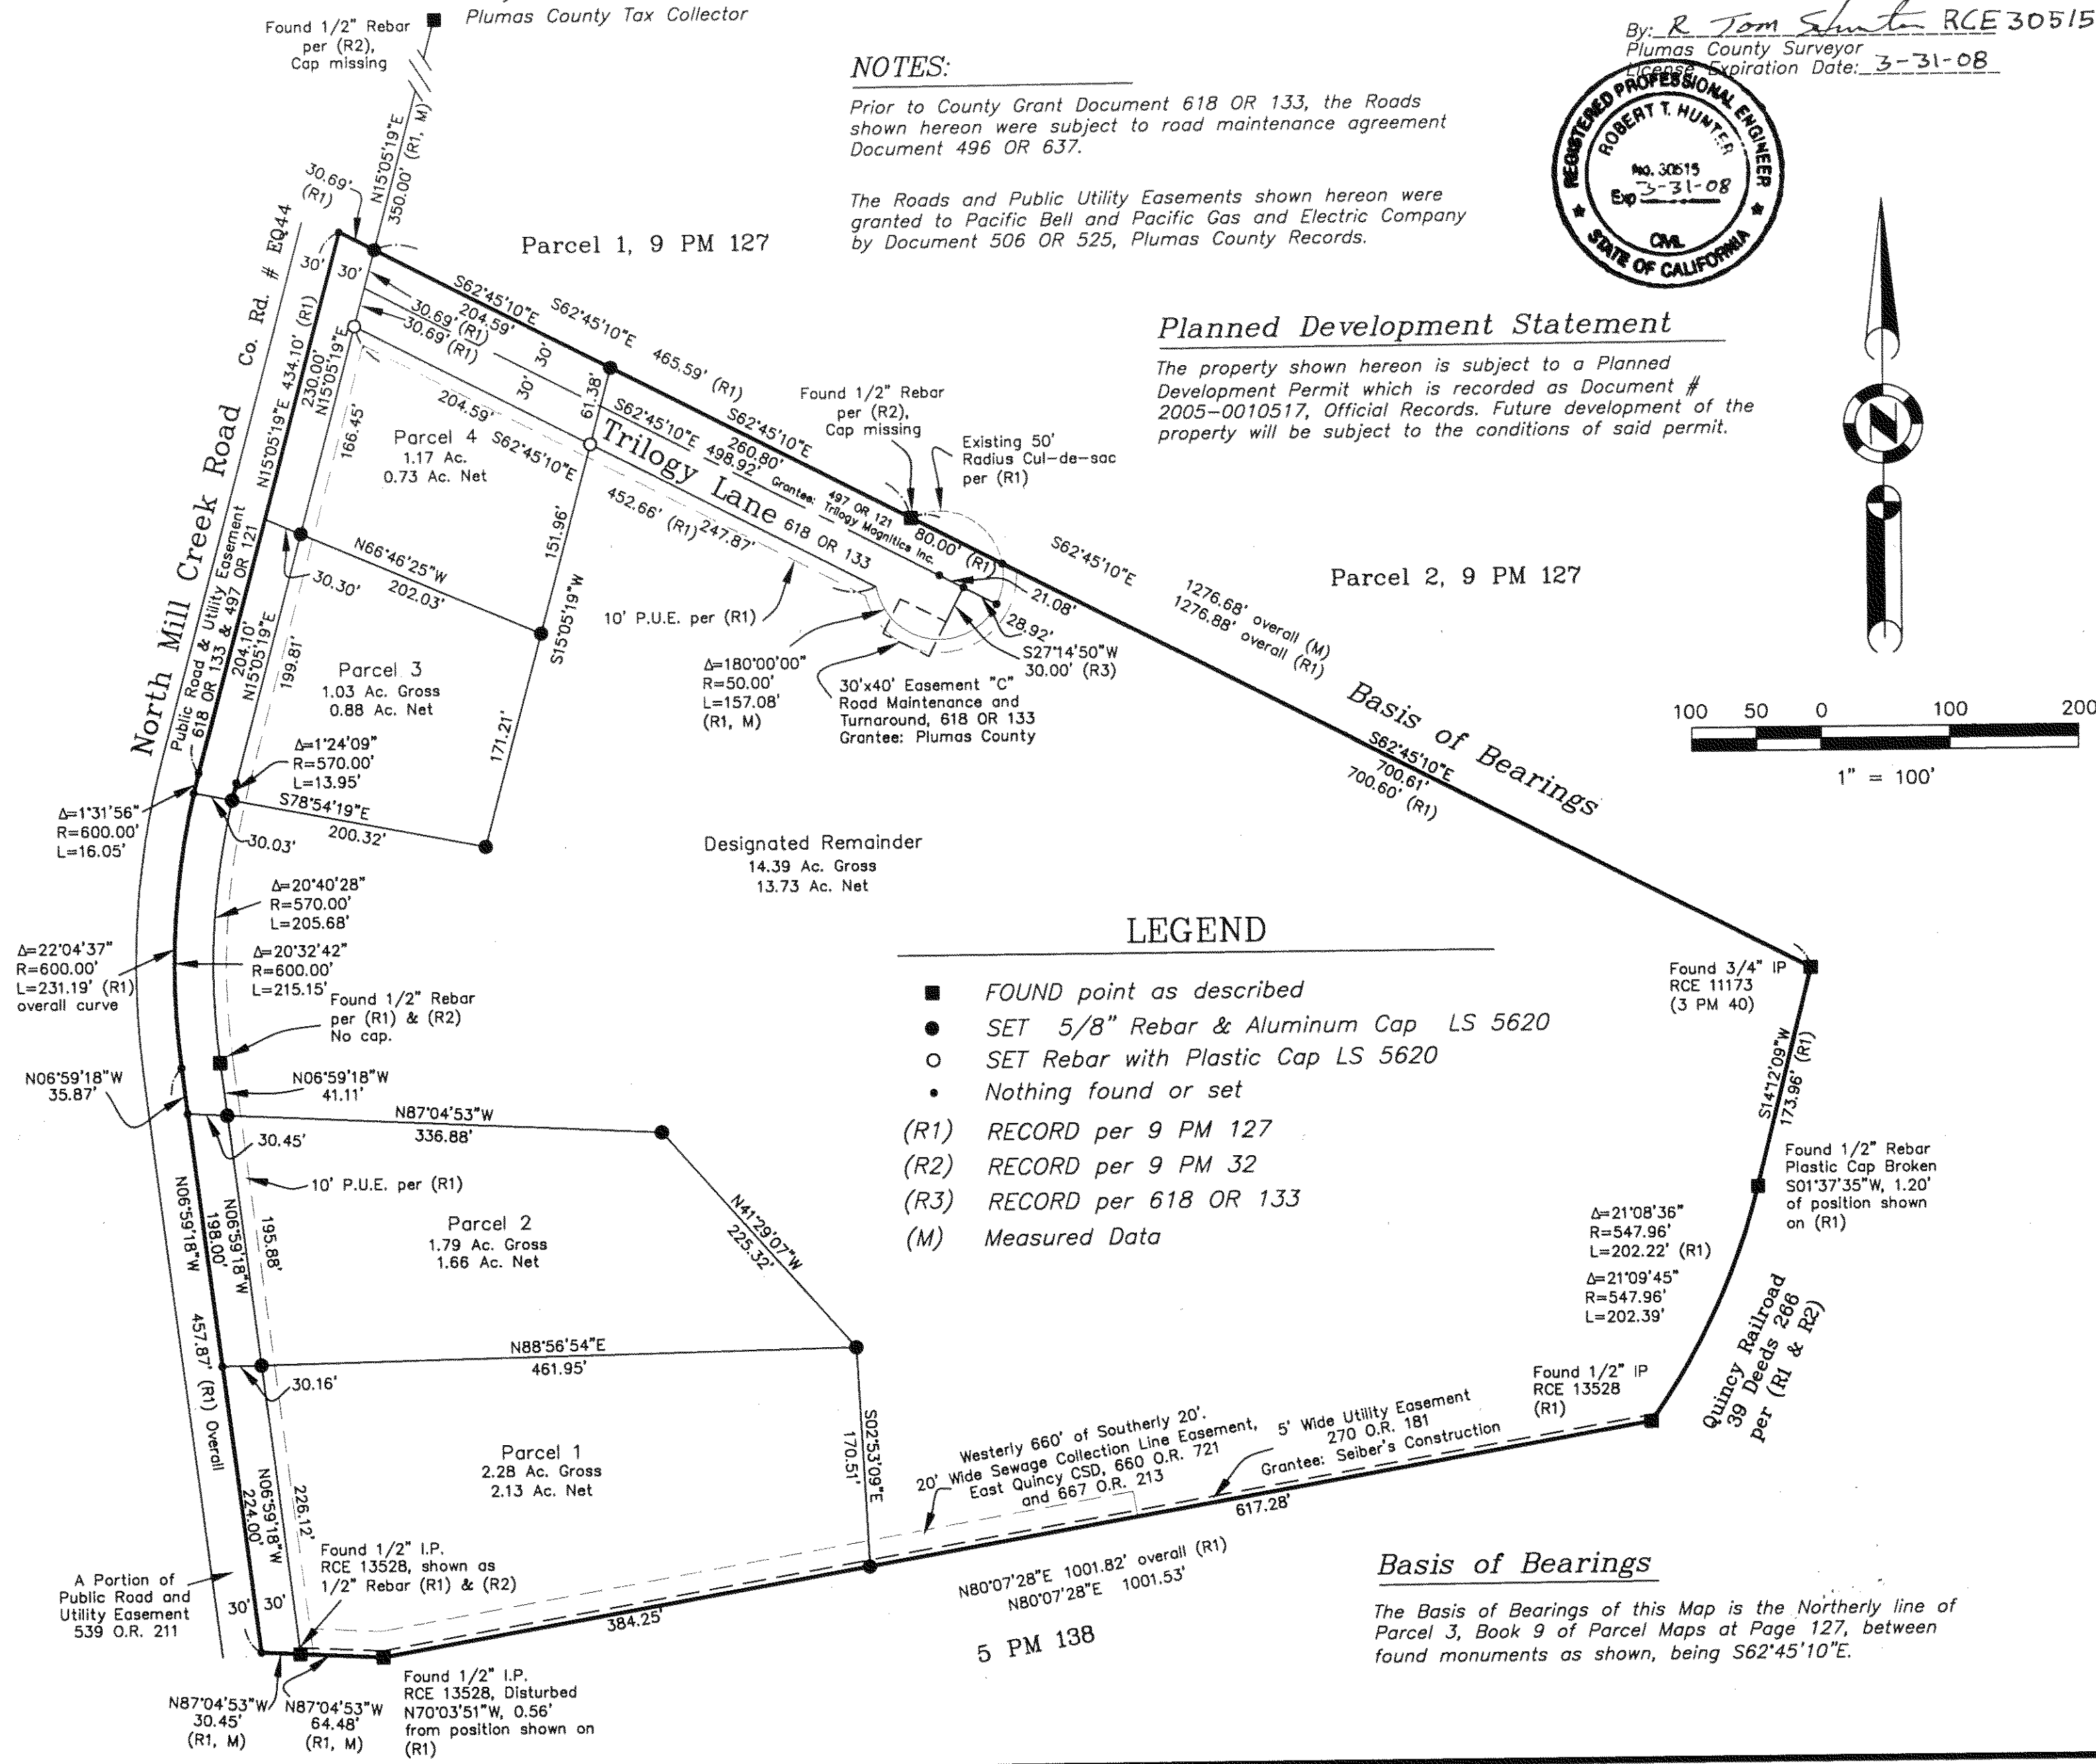 Plumas County Tax Collector
Found 1/2" Rebar
per (R2),
Cap missing
By: R Tom Hunter RCE 30515
Plumas County Surveyor
License Expiration Date: 3-31-08
REGISTERED PROFESSIONAL ENGINEER
ROBERT T. HUNTER
No. 30515
Exp 3-31-08
CIVIL
STATE OF CALIFORNIA
NOTES:
Prior to County Grant Document 618 OR 133, the Roads
shown hereon were subject to road maintenance agreement
Document 496 OR 637.
The Roads and Public Utility Easements shown hereon were
granted to Pacific Bell and Pacific Gas and Electric Company
by Document 506 OR 525, Plumas County Records.
Planned Development Statement
The property shown hereon is subject to a Planned
Development Permit which is recorded as Document #
2005-0010517, Official Records. Future development of the
property will be subject to the conditions of said permit.
N
100 50 0 100 200
1" = 100'
N15°05'19"E
350.00' (R1, M)
30.69'
(R1)
Parcel 1, 9 PM 127
30' 30'
S62°45'10"E
204.59'
S62°45'10"E 465.59' (R1)
30.69' (R1)
30.69' (R1)
30'
30'
61.38'
North Mill Creek Road Co. Rd. # EQ44
N15°05'19"E 434.10' (R1)
230.00'
N15°05'19"E
166.45'
204.59'
S62°45'10"E
Parcel 4
1.17 Ac.
0.73 Ac. Net
S62°45'10"E
260.80'
S62°45'10"E 498.92'
Grantee: Trilogy Magnitics Inc.
497 OR 121
Trilogy Lane 618 OR 133
452.66' (R1) 247.87'
Found 1/2" Rebar
per (R2),
Cap missing
Existing 50'
Radius Cul-de-sac
per (R1)
80.00' (R1)
21.08'
28.92'
S27°14'50"W
30.00' (R3)
S62°45'10"E
1276.68' overall (M)
1276.88' overall (R1)
Parcel 2, 9 PM 127
Basis of Bearings
S62°45'10"E
700.61'
700.60' (R1)
Public Road & Utility Easement
618 OR 133 & 497 OR 121
204.10'
N15°05'19"E
199.81'
30.30'
N66°46'25"W
202.03'
151.96'
S15°05'19"W
171.21'
10' P.U.E. per (R1)
Δ=180°00'00"
R=50.00'
L=157.08'
(R1, M)
30'x40' Easement "C"
Road Maintenance and
Turnaround, 618 OR 133
Grantee: Plumas County
Parcel 3
1.03 Ac. Gross
0.88 Ac. Net
Δ=1°24'09"
R=570.00'
L=13.95'
S78°54'19"E
200.32'
30.03'
Δ=1°31'56"
R=600.00'
L=16.05'
Designated Remainder
14.39 Ac. Gross
13.73 Ac. Net
Δ=20°40'28"
R=570.00'
L=205.68'
Δ=22°04'37"
R=600.00'
L=231.19' (R1)
overall curve
Δ=20°32'42"
R=600.00'
L=215.15'
Found 1/2" Rebar
per (R1) & (R2)
No cap.
N06°59'18"W
35.87'
N06°59'18"W
41.11'
N87°04'53"W
336.88'
30.45'
10' P.U.E. per (R1)
LEGEND
FOUND point as described
SET 5/8" Rebar & Aluminum Cap LS 5620
SET Rebar with Plastic Cap LS 5620
Nothing found or set
(R1) RECORD per 9 PM 127
(R2) RECORD per 9 PM 32
(R3) RECORD per 618 OR 133
(M) Measured Data
Found 3/4" IP
RCE 11173
(3 PM 40)
S14°12'09"W
173.96' (R1)
Found 1/2" Rebar
Plastic Cap Broken
S01°37'35"W, 1.20'
of position shown
on (R1)
Δ=21°08'36"
R=547.96'
L=202.22' (R1)
Δ=21°09'45"
R=547.96'
L=202.39'
Quincy Railroad
39 Deeds 266
per (R1 & R2)
Found 1/2" IP
RCE 13528
(R1)
N06°59'18"W
198.00'
N06°59'18"W
195.88'
Parcel 2
1.79 Ac. Gross
1.66 Ac. Net
N41°29'07"W
225.32'
N88°56'54"E
461.95'
30.16'
457.87' (R1) Overall
224.00'
N06°59'18"W
226.12'
Parcel 1
2.28 Ac. Gross
2.13 Ac. Net
S02°53'09"E
170.51'
Westerly 660' of Southerly 20'.
20' Wide Sewage Collection Line Easement,
East Quincy CSD, 660 O.R. 721
and 667 O.R. 213
5' Wide Utility Easement
270 O.R. 181
Grantee: Seiber's Construction
617.28'
N80°07'28"E 1001.82' overall (R1)
N80°07'28"E 1001.53'
384.25'
5 PM 138
Found 1/2" I.P.
RCE 13528, shown as
1/2" Rebar (R1) & (R2)
A Portion of
Public Road and
Utility Easement
539 O.R. 211
30' 30'
N87°04'53"W
30.45'
(R1, M)
N87°04'53"W
64.48'
(R1, M)
Found 1/2" I.P.
RCE 13528, Disturbed
N70°03'51"W, 0.56'
from position shown on
(R1)
Basis of Bearings
The Basis of Bearings of this Map is the Northerly line of
Parcel 3, Book 9 of Parcel Maps at Page 127, between
found monuments as shown, being S62°45'10"E.